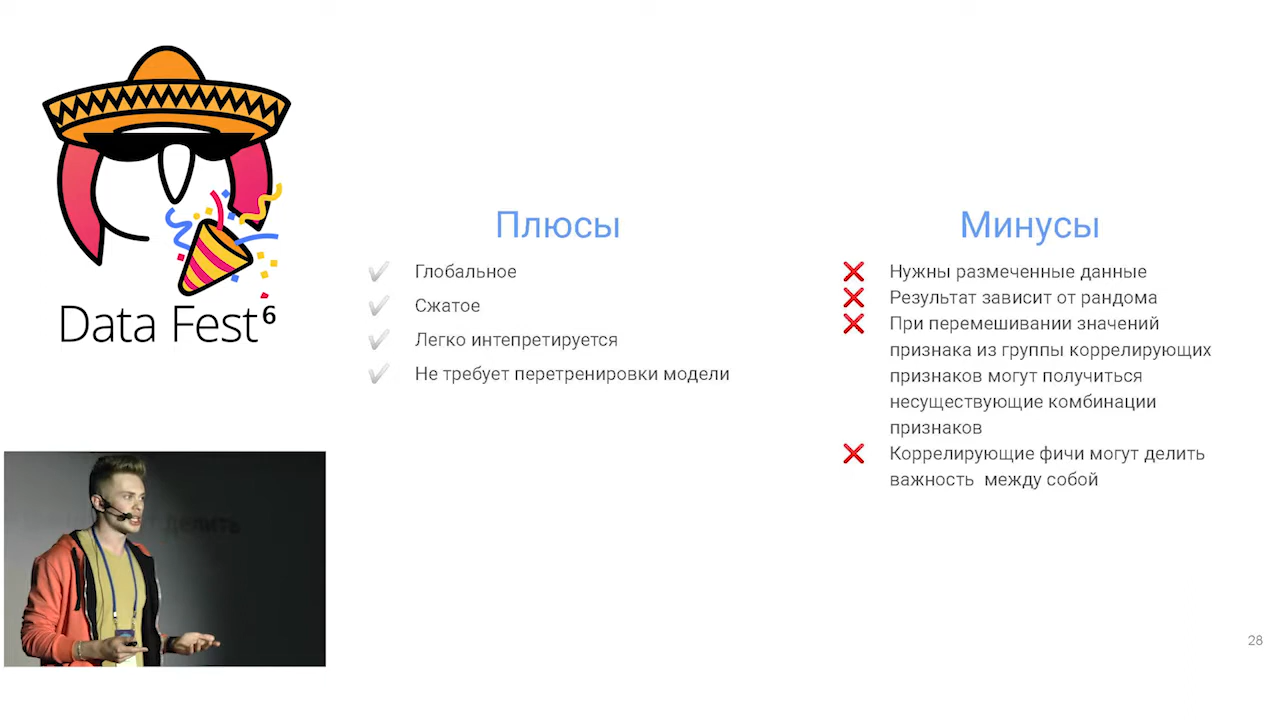 Data Fest⁶
Плюсы
Глобальное
Сжатое
Легко интепретируется
Не требует перетренировки модели
Минусы
Нужны размеченные данные
Результат зависит от рандома
При перемешивании значений
признака из группы коррелирующих
признаков могут получиться
несуществующие комбинации
признаков
Коррелирующие фичи могут делить
важность  между собой
делить
28